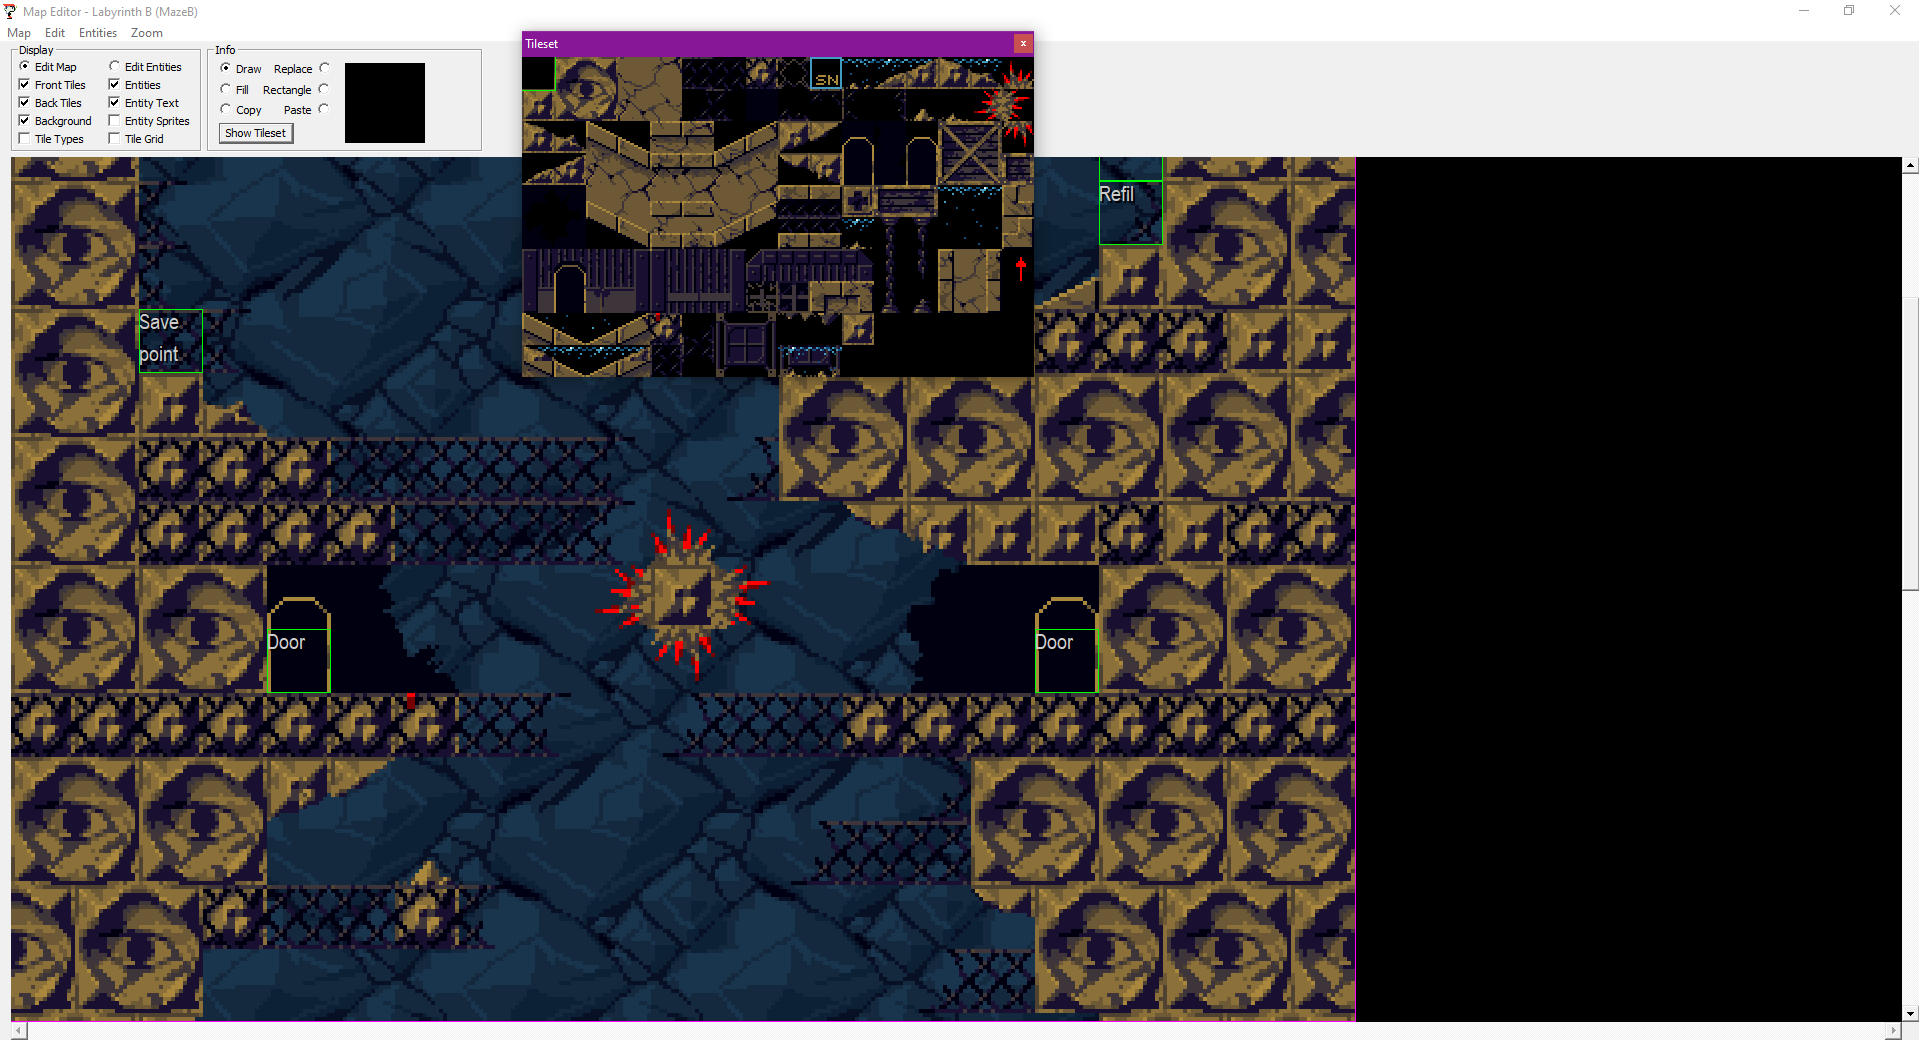 Map Editor - Labyrinth B (MazeB)
Map Edit Entities Zoom
Display
Edit Map Edit Entities
Front Tiles Entities
Back Tiles Entity Text
Background Entity Sprites
Tile Types Tile Grid
Info
Draw Replace
Fill Rectangle
Copy Paste
Show Tileset
Tileset
SN
Refil
Save
point
Door
Door